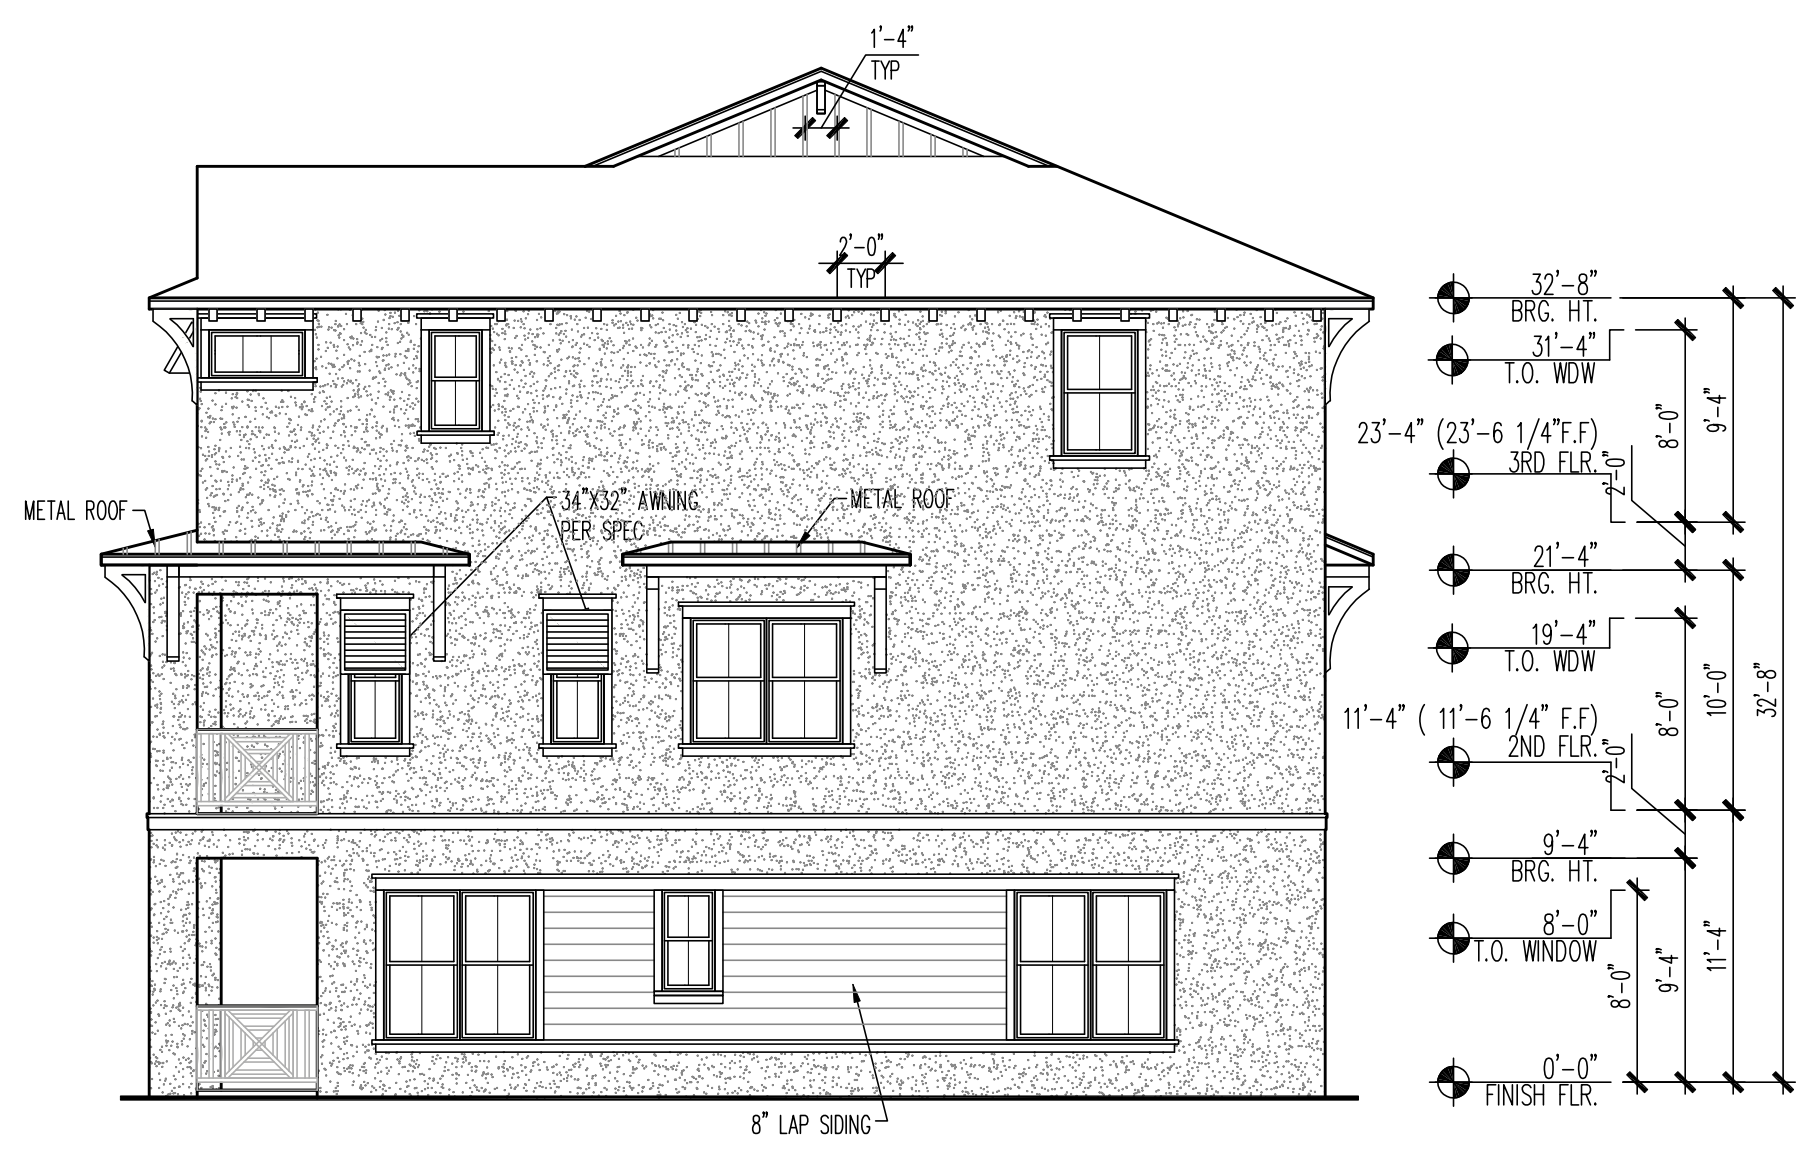 1'-4"
TYP
2'-0"
TYP
32'-8"
BRG. HT.
31'-4"
T.O. WDW
8'-0"
9'-4"
23'-4" (23'-6 1/4"F.F)
3RD FLR.
2'-0"
METAL ROOF
34"X32" AWNING
PER SPEC
METAL ROOF
21'-4"
BRG. HT.
19'-4"
T.O. WDW
8'-0"
10'-0"
32'-8"
11'-4" ( 11'-6 1/4" F.F)
2ND FLR.
2'-0"
9'-4"
BRG. HT.
8'-0"
T.O. WINDOW
8'-0"
9'-4"
11'-4"
0'-0"
FINISH FLR.
8" LAP SIDING